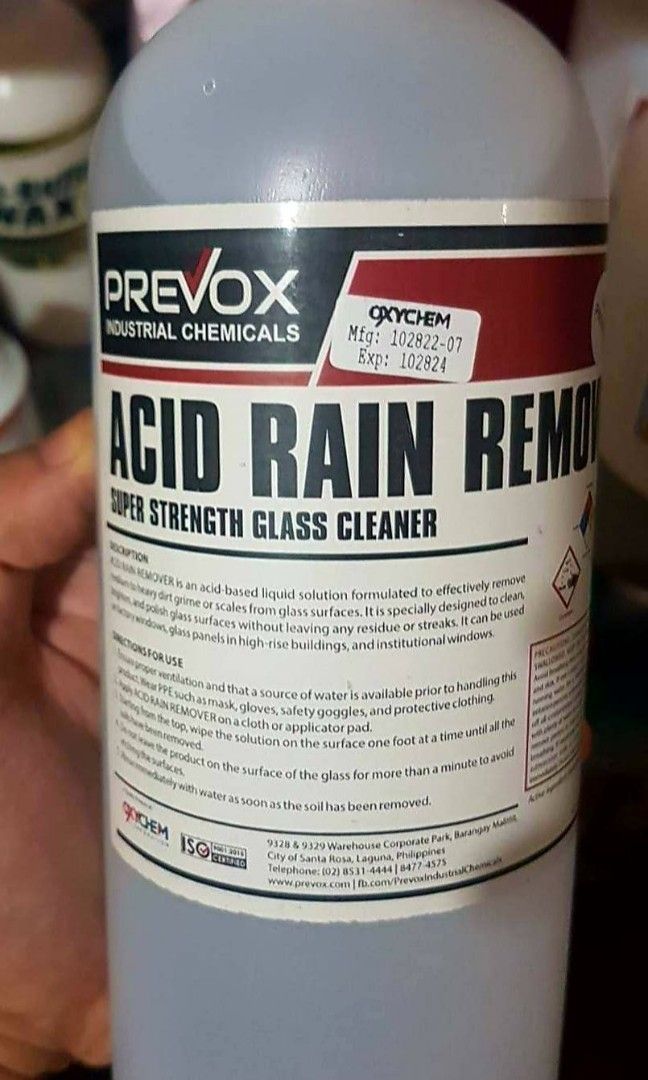 PREVOX
INDUSTRIAL CHEMICALS
OXYCHEM
Mfg: 102822-07
Exp: 102824
ACID RAIN REMO
SUPER STRENGTH GLASS CLEANER
DESCRIPTION
ACID RAIN REMOVER is an acid-based liquid solution formulated to effectively remove
medium to heavy dirt grime or scales from glass surfaces. It is specially designed to clean,
brighten, and polish glass surfaces without leaving any residue or streaks. It can be used
windows, glass panels in high-rise buildings, and institutional windows.
DIRECTIONS FOR USE
Ensure proper ventilation and that a source of water is available prior to handling this
product. Wear PPE such as mask, gloves, safety goggles, and protective clothing.
Apply ACID RAIN REMOVER on a cloth or applicator pad.
Starting from the top, wipe the solution on the surface one foot at a time until all the
have been removed.
Do not leave the product on the surface of the glass for more than a minute to avoid
etching the surfaces.
immediately with water as soon as the soil has been removed.
OXYCHEM
CORPORATION
ISO 9001:2015
CERTIFIED
9328 & 9329 Warehouse Corporate Park, Barangay
City of Santa Rosa, Laguna, Philippines
Telephone: (02) 8531-4444 | 8477-4575
www.prevox.com | fb.com/PrevoxIndustrialChemicals
WAX